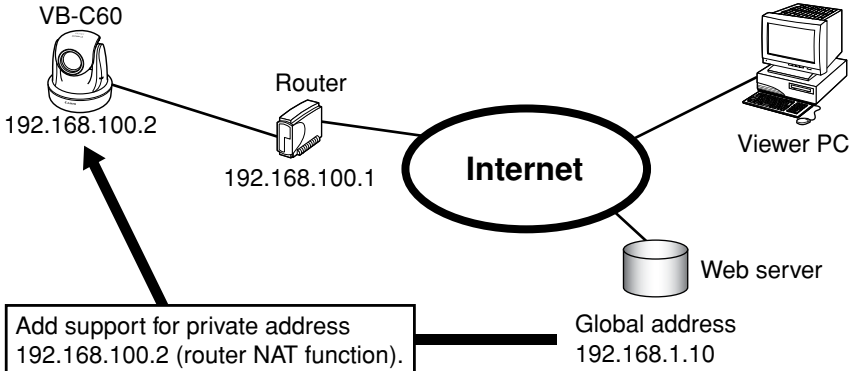 VB-C60
192.168.100.2
Router
192.168.100.1
Internet
Viewer PC
Web server
Global address
192.168.1.10
Add support for private address
192.168.100.2 (router NAT function).